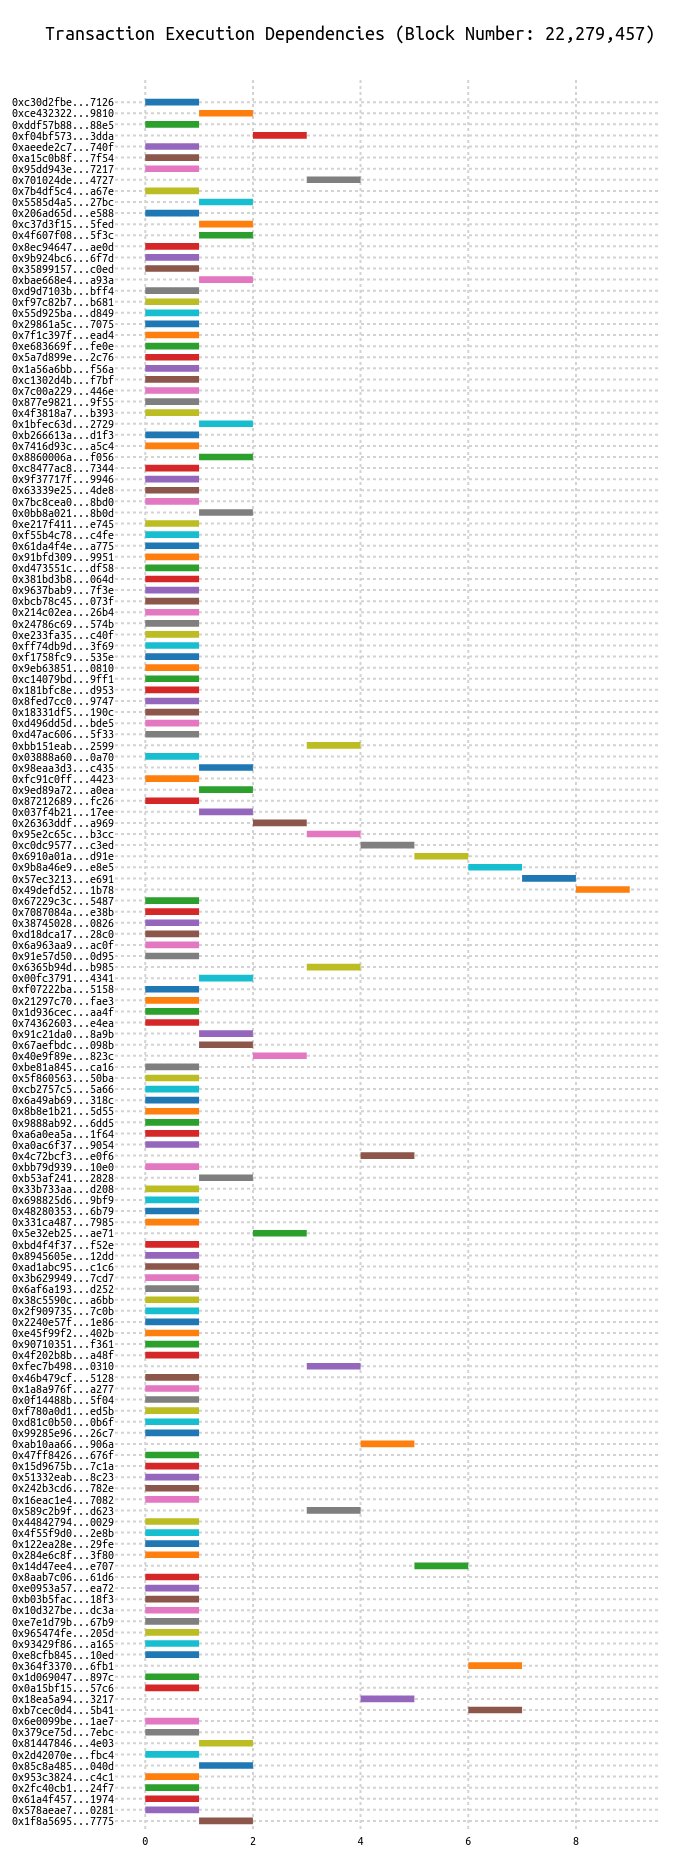 Transaction Execution Dependencies (Block Number: 22,279,457)
0xc30d2fbe...7126
0xce432322...9810
0xddf57b88...88e5
0xf04bf573...3dda
0xaeede2c7...740f
0xa15c0b8f...7f54
0x95dd943e...7217
0x701024de...4727
0x7b4df5c4...a67e
0x5585d4a5...27bc
0x206ad65d...e588
0xc37d3f15...5fed
0x4f607f08...5f3c
0x8ec94647...ae0d
0x9b924bc6...6f7d
0x35899157...c0ed
0xbae668e4...a93a
0xd9d7103b...bff4
0xf97c82b7...b681
0x55d925ba...d849
0x29861a5c...7075
0x7f1c397f...ead4
0xe683669f...fe0e
0x5a7d899e...2c76
0x1a56a6bb...f56a
0xc1302d4b...f7bf
0x7c00a229...446e
0x877e9821...9f55
0x4f3818a7...b393
0x1bfec63d...2729
0xb266613a...d1f3
0x7416d93c...a5c4
0x8860006a...f056
0xc8477ac8...7344
0x9f37717f...9946
0x63339e25...4de8
0x7bc8cea0...8bd0
0x0bb8a021...8b0d
0xe217f411...e745
0xf55b4c78...c4fe
0x61da4f4e...a775
0x91bfd309...9951
0xd473551c...df58
0x381bd3b8...064d
0x9637bab9...7f3e
0xbcb78c45...073f
0x214c02ea...26b4
0x24786c69...574b
0xe233fa35...c40f
0xff74db9d...3f69
0xf1758fc9...535e
0x9eb63851...0810
0xc14079bd...9ff1
0x181bfc8e...d953
0x8fed7cc0...9747
0x18331df5...190c
0xd496dd5d...bde5
0xd47ac606...5f33
0xbb151eab...2599
0x03888a60...0a70
0x98eaa3d3...c435
0xfc91c0ff...4423
0x9ed89a72...a0ea
0x87212689...fc26
0x037f4b21...17ee
0x26363ddf...a969
0x95e2c65c...b3cc
0xc0dc9577...c3ed
0x6910a01a...d91e
0x9b8a46e9...e8e5
0x57ec3213...e691
0x49defd52...1b78
0x67229c3c...5487
0x7087084a...e38b
0x38745028...0826
0xd18dca17...28c0
0x6a963aa9...ac0f
0x91e57d50...0d95
0x6365b94d...b985
0x00fc3791...4341
0xf07222ba...5158
0x21297c70...fae3
0x1d936cec...aa4f
0x74362603...e4ea
0x91c21da0...8a9b
0x67aefbdc...098b
0x40e9f89e...823c
0xbe81a845...ca16
0x5f860563...50ba
0xcb2757c5...5a66
0x6a49ab69...318c
0x8b8e1b21...5d55
0x9888ab92...6dd5
0xa6a0ea5a...1f64
0xa0ac6f37...9054
0x4c72bcf3...e0f6
0xbb79d939...10e0
0xb53af241...2828
0x33b733aa...d208
0x698825d6...9bf9
0x48280353...6b79
0x331ca487...7985
0x5e32eb25...ae71
0xbd4f4f37...f52e
0x8945605e...12dd
0xad1abc95...c1c6
0x3b629949...7cd7
0x6af6a193...d252
0x38c5590c...a6bb
0x2f909735...7c0b
0x2240e57f...1e86
0xe45f99f2...402b
0x90710351...f361
0x4f202b8b...a48f
0xfec7b498...0310
0x46b479cf...5128
0x1a8a976f...a277
0x0f14488b...5f04
0xf780a0d1...ed5b
0xd81c0b50...0b6f
0x99285e96...26c7
0xab10aa66...906a
0x47ff8426...676f
0x15d9675b...7c1a
0x51332eab...8c23
0x242b3cd6...782e
0x16eac1e4...7082
0x589c2b9f...d623
0x44842794...0029
0x4f55f9d0...2e8b
0x122ea28e...29fe
0x284e6c8f...3f80
0x14d47ee4...e707
0x8aab7c06...61d6
0xe0953a57...ea72
0xb03b5fac...18f3
0x10d327be...dc3a
0xe7e1d79b...67b9
0x965474fe...205d
0x93429f86...a165
0xe8cfb845...10ed
0x364f3370...6fb1
0x1d069047...897c
0x0a15bf15...57c6
0x18ea5a94...3217
0xb7cec0d4...5b41
0x6e0099be...1ae7
0x379ce75d...7ebc
0x81447846...4e03
0x2d42070e...fbc4
0x85c8a485...040d
0x953c3824...c4c1
0x2fc40cb1...24f7
0x61a4f457...1974
0x578aeae7...0281
0x1f8a5695...7775
0 2 4 6 8